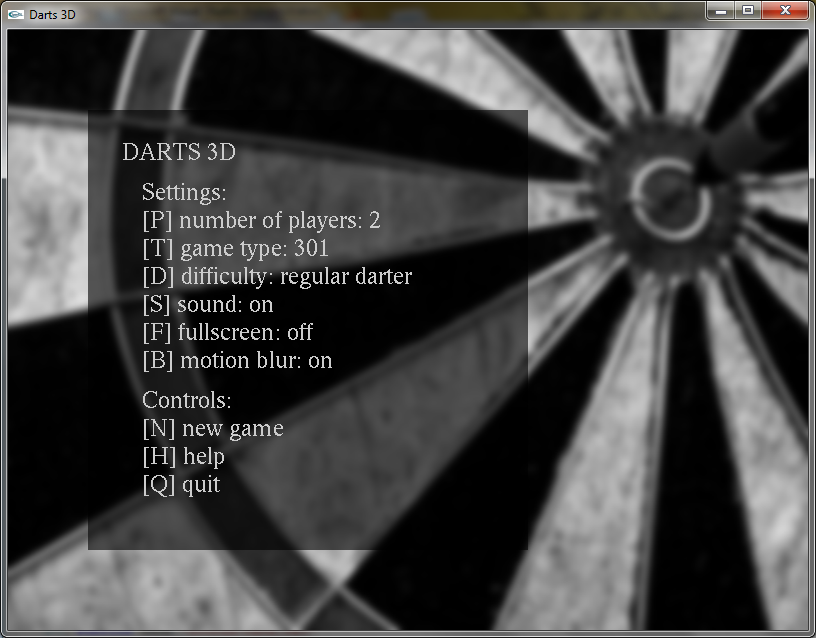 Darts 3D
DARTS 3D
Settings:
[P] number of players: 2
[T] game type: 301
[D] difficulty: regular darter
[S] sound: on
[F] fullscreen: off
[B] motion blur: on
Controls:
[N] new game
[H] help
[Q] quit